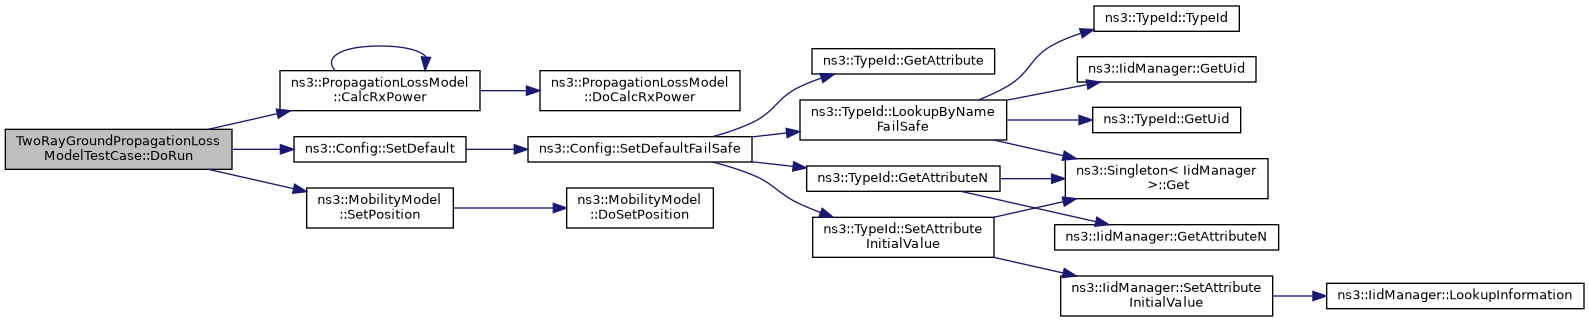 TwoRayGroundPropagationLoss
ModelTestCase::DoRun
ns3::PropagationLossModel
::CalcRxPower
ns3::PropagationLossModel
::DoCalcRxPower
ns3::Config::SetDefault
ns3::Config::SetDefaultFailSafe
ns3::MobilityModel
::SetPosition
ns3::MobilityModel
::DoSetPosition
ns3::TypeId::GetAttribute
ns3::TypeId::LookupByName
FailSafe
ns3::TypeId::GetAttributeN
ns3::TypeId::SetAttribute
InitialValue
ns3::TypeId::TypeId
ns3::IidManager::GetUid
ns3::TypeId::GetUid
ns3::Singleton< IidManager
>::Get
ns3::IidManager::GetAttributeN
ns3::IidManager::SetAttribute
InitialValue
ns3::IidManager::LookupInformation